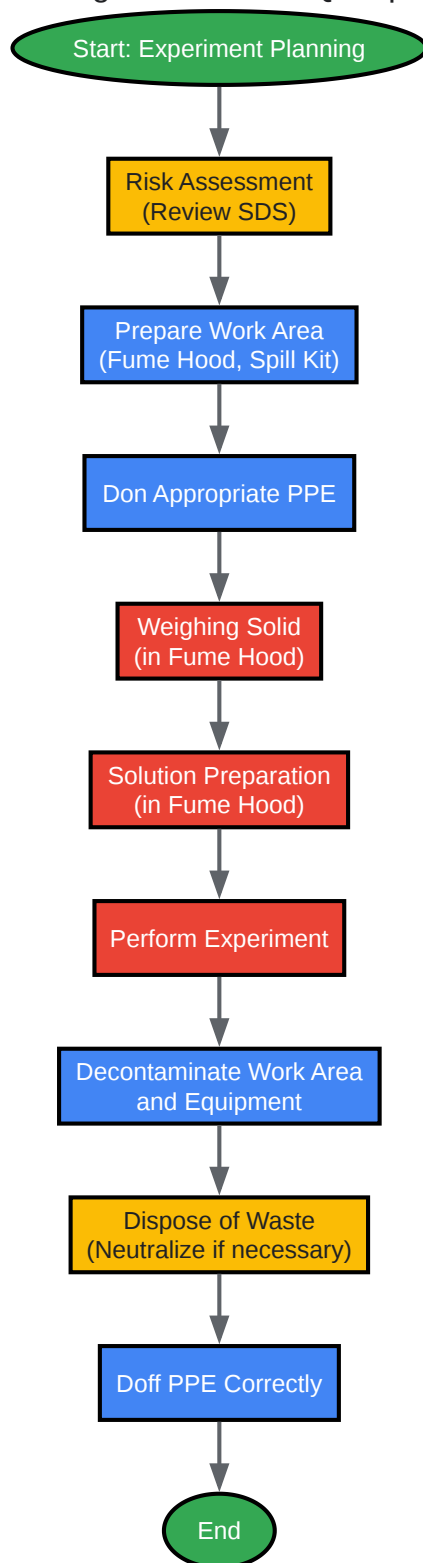 Start: Experiment Planning
Risk Assessment
(Review SDS)
Prepare Work Area
(Fume Hood, Spill Kit)
Don Appropriate PPE
Weighing Solid
(in Fume Hood)
Solution Preparation
(in Fume Hood)
Perform Experiment
Decontaminate Work Area
and Equipment
Dispose of Waste
(Neutralize if necessary)
Doff PPE Correctly
End